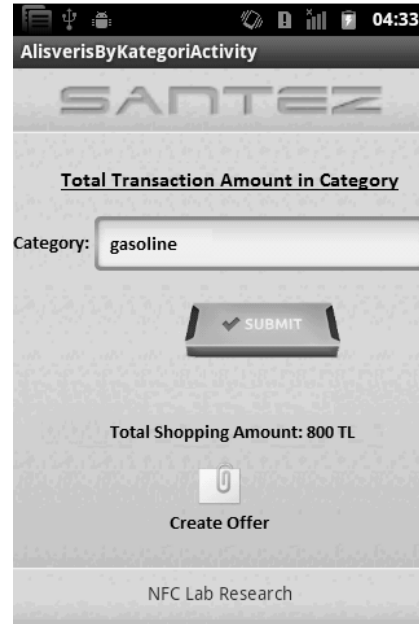 04:33
AlisverisByKategoriActivity
SANTEZ
Total Transaction Amount in Category
Category: gasoline
SUBMIT
Total Shopping Amount: 800 TL
Create Offer
NFC Lab Research